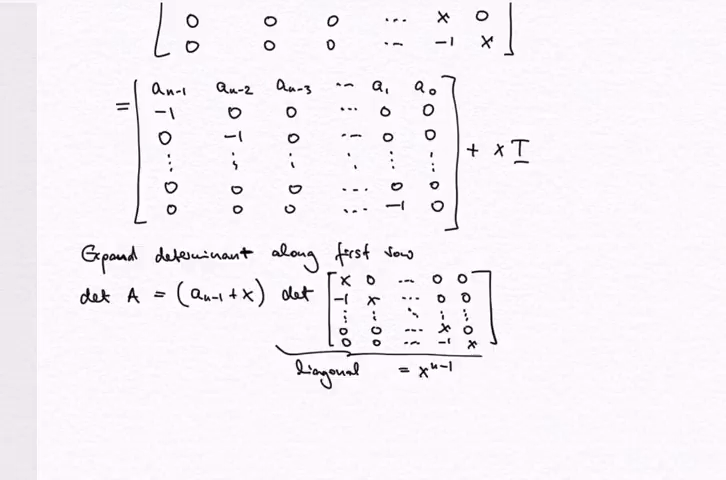 0 0 0 ... x 0
0 0 0 ... -1 x
= [ a_{n-1} a_{n-2} a_{n-3} ... a_1 a_0
-1 0 0 ... 0 0
0 -1 0 ... 0 0 + x I
⋮ ⋮ ⋮ ⋱ ⋮ ⋮
0 0 0 ... 0 0
0 0 0 ... -1 0 ]
Expand determinant along first row
det A = (a_{n-1} + x) det [ x 0 ... 0 0
-1 x ... 0 0
⋮ ⋮ ⋱ ⋮ ⋮
0 0 ... x 0
0 0 ... -1 x ]
diagonal = x^{n-1}